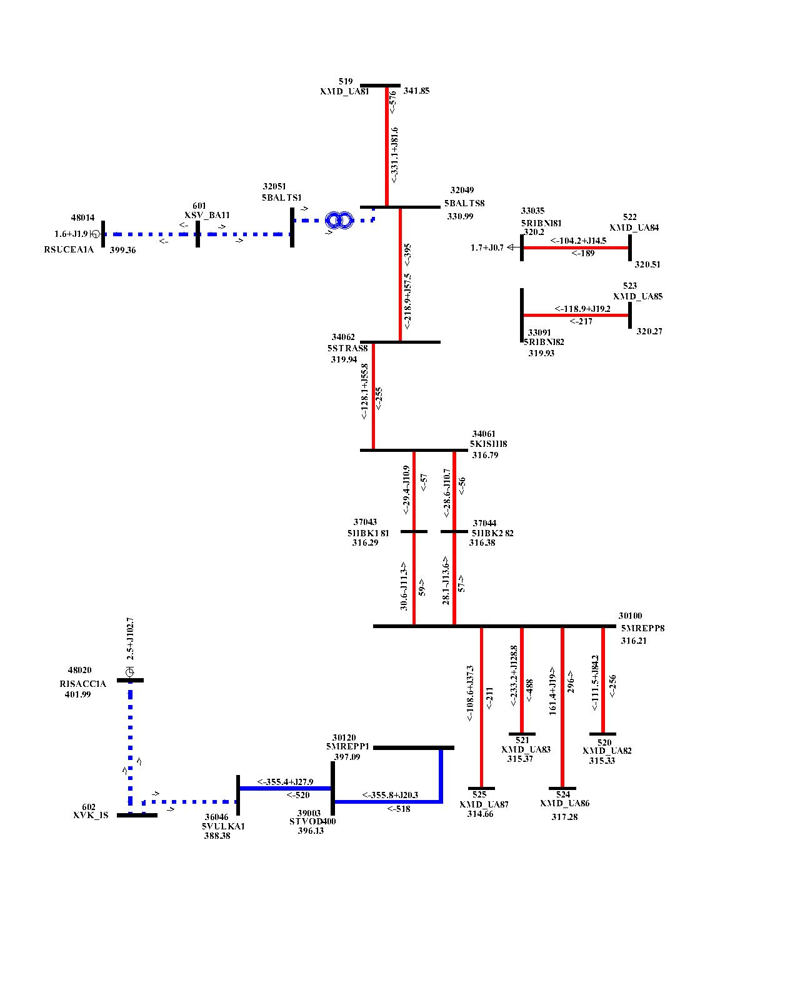 519
XMD_UA81
341.85
<-576
<-331.1+J81.6
32051
5BALTS1
32049
5BALTS8
330.99
601
XSV_BA11
48014
1.6+J1.9
RSUCEA1A
399.36
33035
5RIBNI81
320.2
522
XMD_UA84
1.7+J0.7
<-104.2+J14.5
<-189
320.51
<-395
<-218.9+J57.5
523
XMD_UA85
<-118.9+J19.2
<-217
320.27
33091
5RIBNI82
319.93
34062
5STRAS8
319.94
<-128.1+J55.8
<-255
34061
5KISHI8
316.79
<-29.4-J10.9
<-57
<-28.6-J10.7
<-56
37043
5HBK181
316.29
37044
5HBK282
316.38
30.6-J11.3->
59->
28.1-J13.6->
57->
30100
5MREPP8
316.21
2.5+J102.7
48020
RISACC1A
401.99
<-108.6+J37.3
<-211
<-233.2+J128.8
<-488
161.4+J19->
296->
<-111.5+J84.2
<-256
521
XMD_UA83
315.37
520
XMD_UA82
315.33
30120
5MREPP1
397.09
<-355.4+J27.9
<-520
<-355.8+J20.3
<-518
525
XMD_UA87
314.66
524
XMD_UA86
317.28
602
XVK_IS
36046
5VULKA1
388.38
39003
STVOD400
396.13